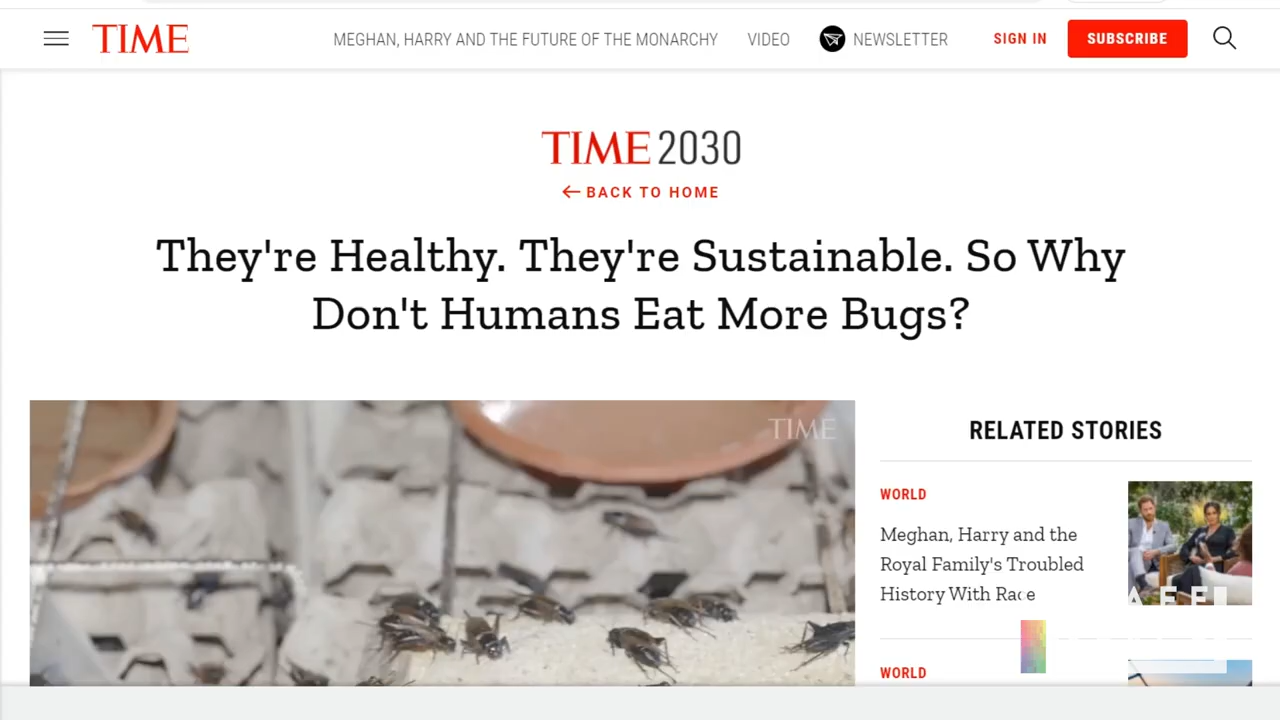 TIME
MEGHAN, HARRY AND THE FUTURE OF THE MONARCHY
VIDEO
NEWSLETTER
SIGN IN
SUBSCRIBE
TIME 2030
BACK TO HOME
They're Healthy. They're Sustainable. So Why
Don't Humans Eat More Bugs?
TIME
RELATED STORIES
WORLD
Meghan, Harry and the
Royal Family's Troubled
History With Race
WORLD